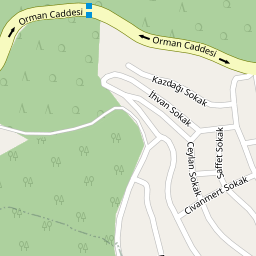 Orman Caddesi
Orman Caddesi
Kazdağı Sokak
İhvan Sokak
Ceylan Sokak
Saffet Sokak
Civanmert Sokak